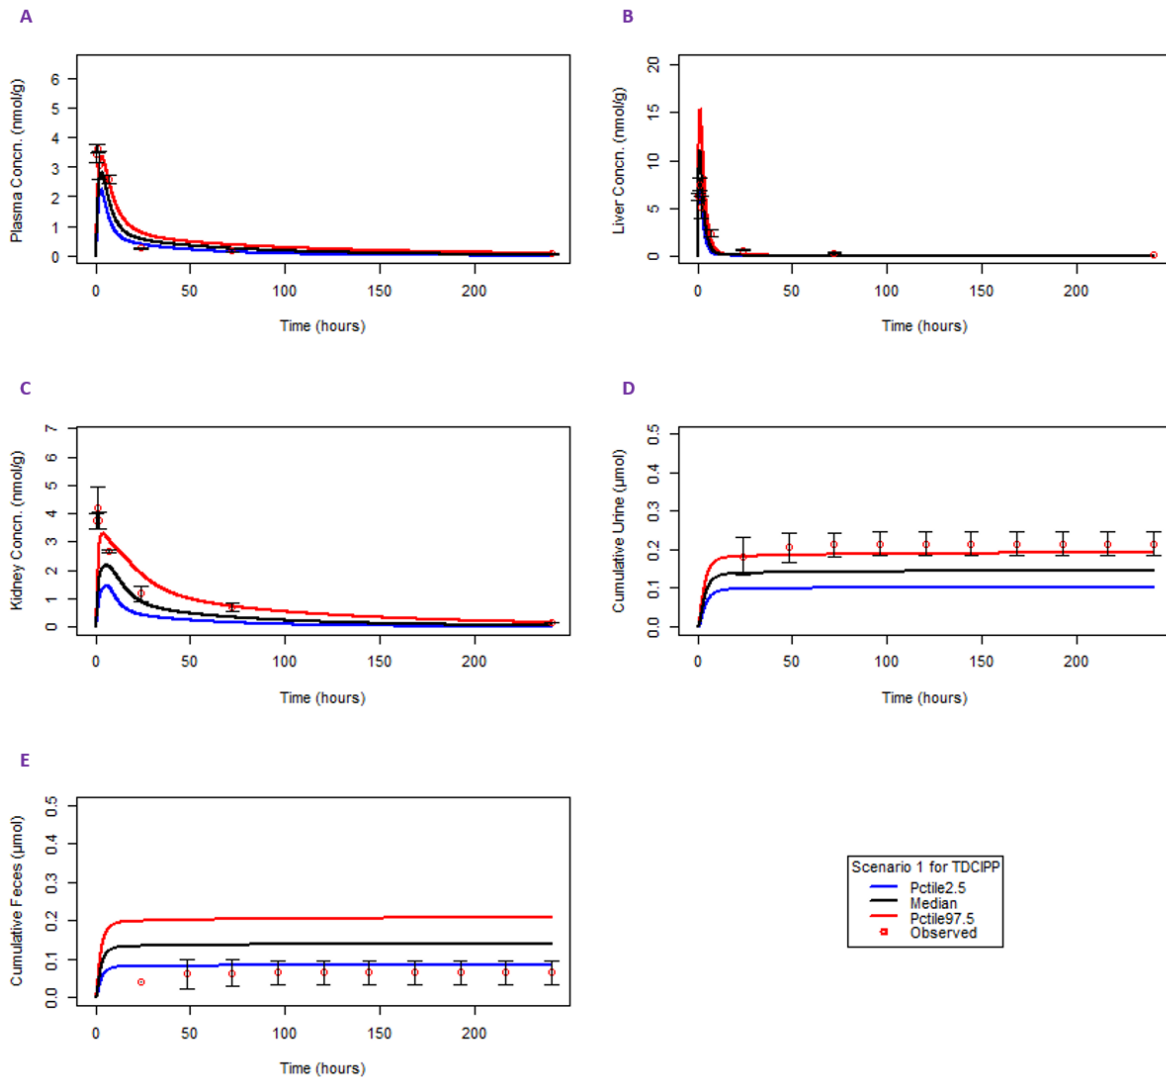 A
Plasma Concn. (nmol/g)
6
5
4
3
2
1
0
0 50 100 150 200
Time (hours)
B
Liver Concn. (nmol/g)
20
15
10
5
0
0 50 100 150 200
Time (hours)
C
Kidney Concn. (nmol/g)
7
6
5
4
3
2
1
0
0 50 100 150 200
Time (hours)
D
Cumulative Urine (µmol)
0.5
0.4
0.3
0.2
0.1
0.0
0 50 100 150 200
Time (hours)
E
Cumulative Feces (µmol)
0.5
0.4
0.3
0.2
0.1
0.0
0 50 100 150 200
Time (hours)
Scenario 1 for TDCIPP
Pctile2.5
Median
Pctile97.5
Observed